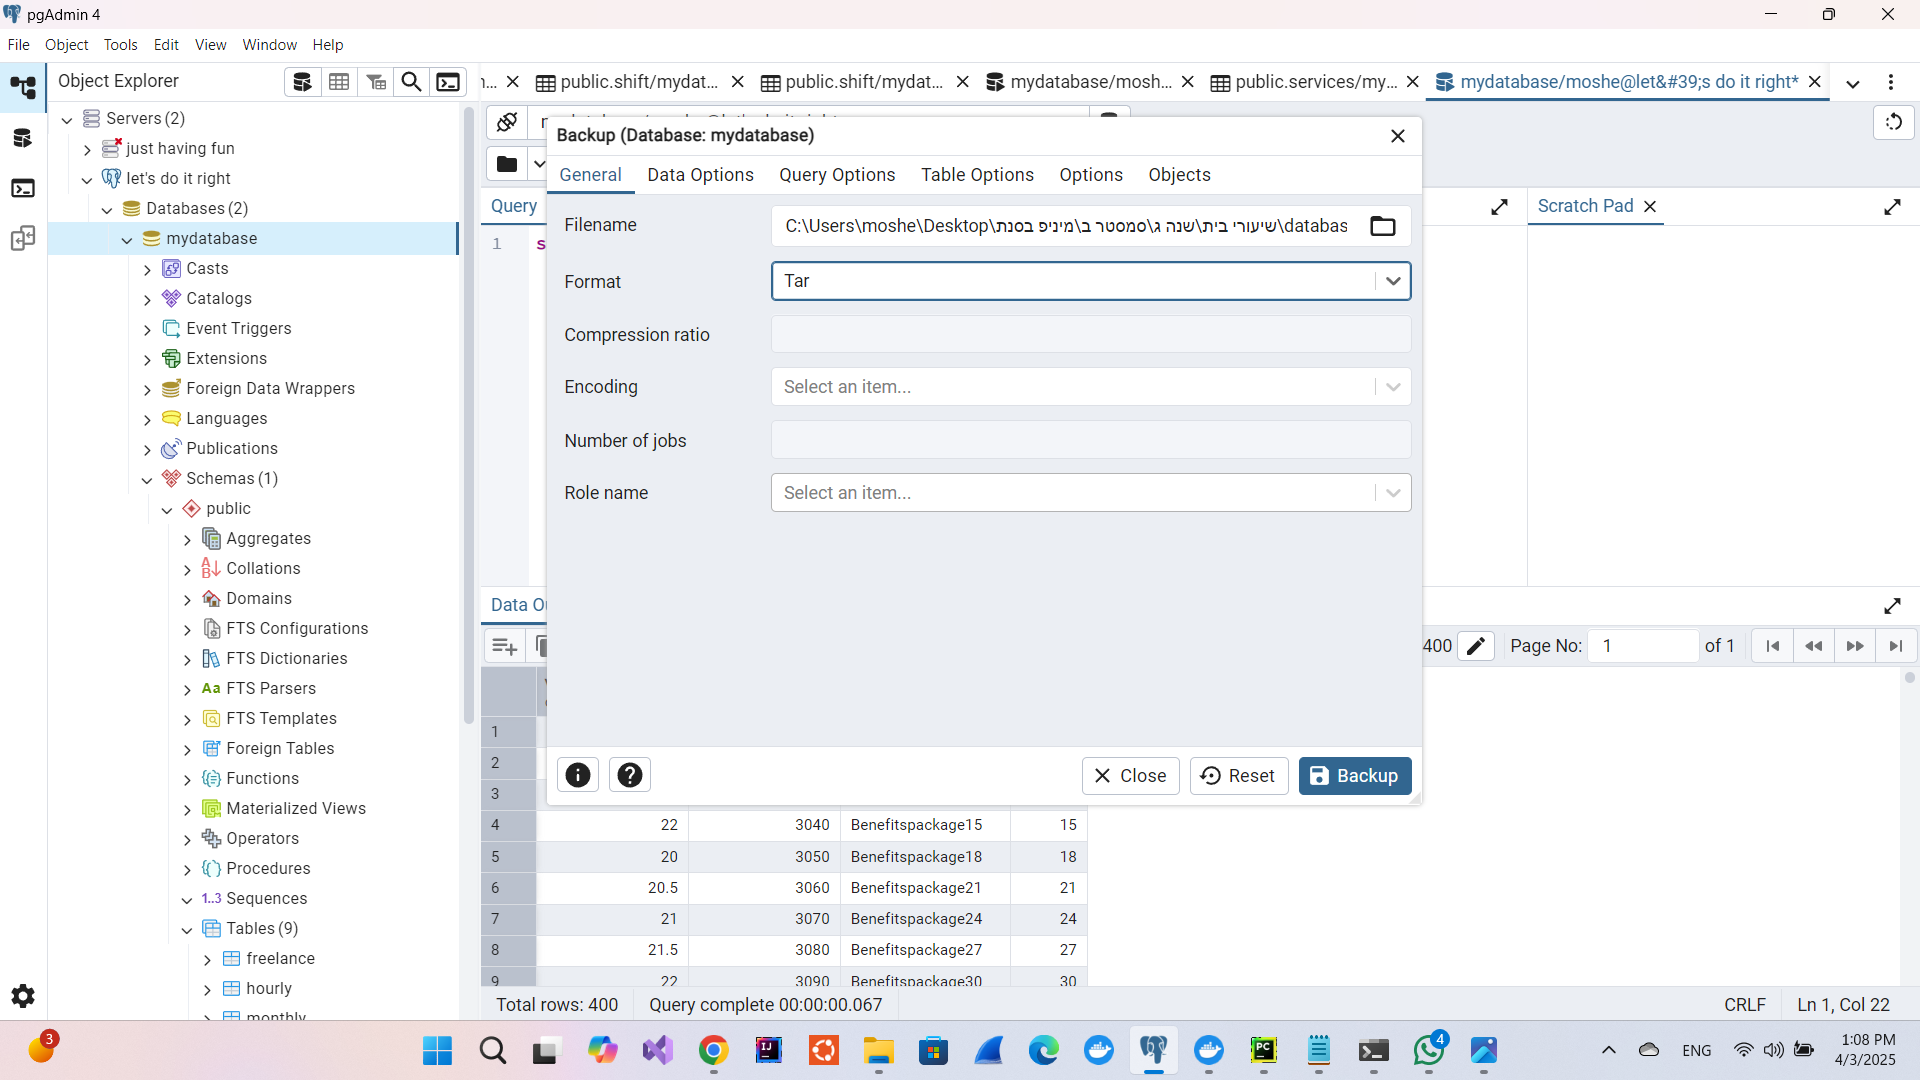 pgAdmin 4
File Object Tools Edit View Window Help
Object Explorer
public.shift/mydat...
public.shift/mydat...
mydatabase/mosh...
public.services/my...
mydatabase/moshe@let&#39;s do it right*
Servers (2)
just having fun
let's do it right
Databases (2)
mydatabase
Casts
Catalogs
Event Triggers
Extensions
Foreign Data Wrappers
Languages
Publications
Schemas (1)
public
Aggregates
Collations
Domains
FTS Configurations
FTS Dictionaries
FTS Parsers
FTS Templates
Foreign Tables
Functions
Materialized Views
Operators
Procedures
1..3 Sequences
Tables (9)
freelance
hourly
monthly
Query
1
Scratch Pad
Backup (Database: mydatabase)
General Data Options Query Options Table Options Options Objects
Filename
C:\Users\moshe\Desktop\שיעורי בית\שנה ג\סמסטר ב\מיניפ בסנת\databas
Format
Tar
Compression ratio
Encoding
Select an item...
Number of jobs
Role name
Select an item...
Close Reset Backup
Data O
400
Page No: 1 of 1
1
2
3
4 22 3040 Benefitspackage15 15
5 20 3050 Benefitspackage18 18
6 20.5 3060 Benefitspackage21 21
7 21 3070 Benefitspackage24 24
8 21.5 3080 Benefitspackage27 27
9 22 3090 Benefitspackage30 30
Total rows: 400 Query complete 00:00:00.067 CRLF Ln 1, Col 22
3
4
ENG
1:08 PM
4/3/2025